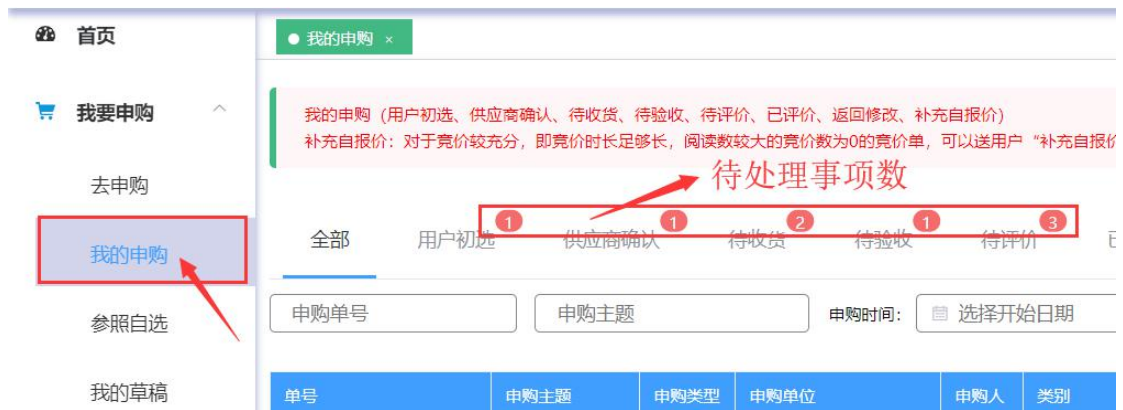 首页
我要申购
去申购
我的申购
参照自选
我的草稿
我的申购 ×
我的申购（用户初选、供应商确认、待收货、待验收、待评价、已评价、返回修改、补充自报价）
补充自报价：对于竞价较充分，即竞价时长足够长，阅读数较大的竞价数为0的竞价单，可以送用户“补充自报价
待处理事项数
全部 用户初选 1 供应商确认 1 待收货 2 待验收 1 待评价 3
申购单号 申购主题 申购时间： 选择开始日期
单号 申购主题 申购类型 申购单位 申购人 类别